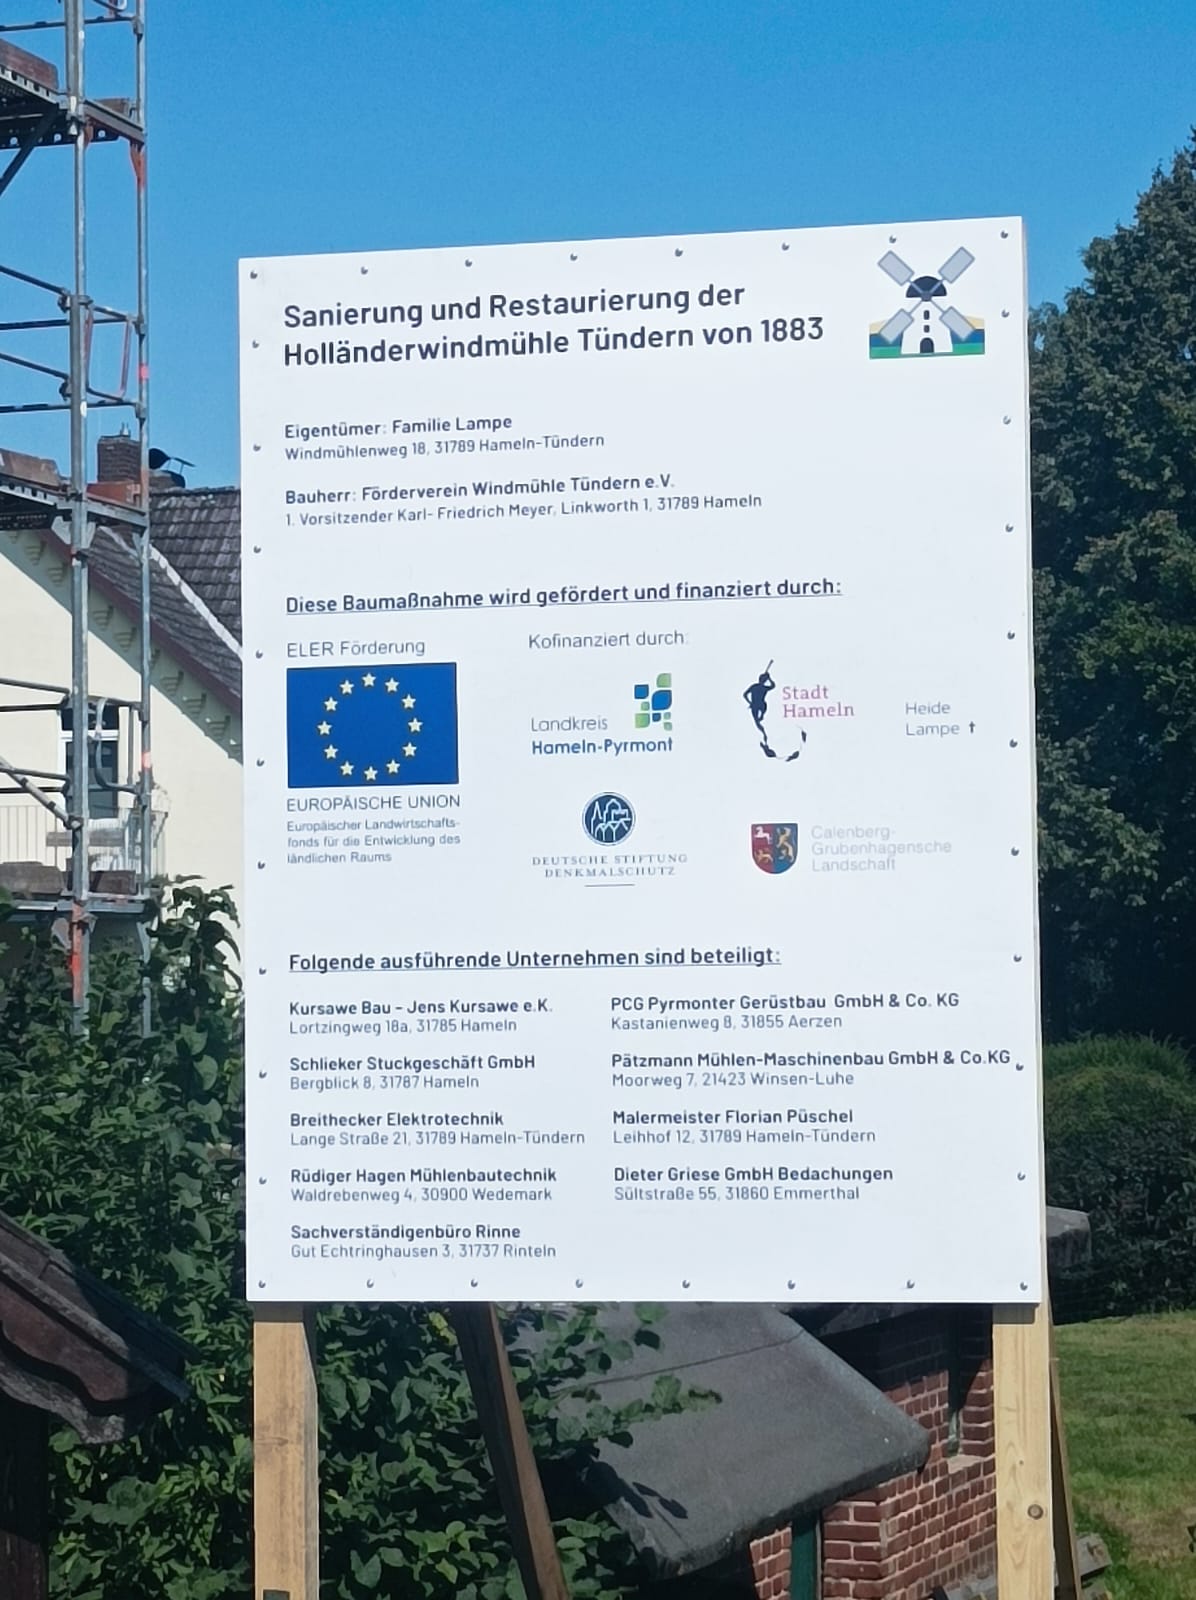 Sanierung und Restaurierung der
Holländerwindmühle Tündern von 1883
Eigentümer: Familie Lampe
Windmühlenweg 18, 31789 Hameln-Tündern
Bauherr: Förderverein Windmühle Tündern e.V.
1. Vorsitzender Karl- Friedrich Meyer, Linkworth 1, 31789 Hameln
Diese Baumaßnahme wird gefördert und finanziert durch:
ELER Förderung
EUROPÄISCHE UNION
Europäischer Landwirtschafts-
fonds für die Entwicklung des
ländlichen Raums
Kofinanziert durch:
Landkreis
Hameln-Pyrmont
Stadt
Hameln
Heide
Lampe †
DEUTSCHE STIFTUNG
DENKMALSCHUTZ
Calenberg-
Grubenhagensche
Landschaft
Folgende ausführende Unternehmen sind beteiligt:
Kursawe Bau - Jens Kursawe e.K.
Lortzingweg 18a, 31785 Hameln
Schlieker Stuckgeschäft GmbH
Bergblick 8, 31787 Hameln
Breithecker Elektrotechnik
Lange Straße 21, 31789 Hameln-Tündern
Rüdiger Hagen Mühlenbautechnik
Waldrebenweg 4, 30900 Wedemark
Sachverständigenbüro Rinne
Gut Echtringhausen 3, 31737 Rinteln
PCG Pyrmonter Gerüstbau GmbH & Co. KG
Kastanienweg 8, 31855 Aerzen
Pätzmann Mühlen-Maschinenbau GmbH & Co.KG
Moorweg 7, 21423 Winsen-Luhe
Malermeister Florian Püschel
Leihhof 12, 31789 Hameln-Tündern
Dieter Griese GmbH Bedachungen
Sültstraße 55, 31860 Emmerthal